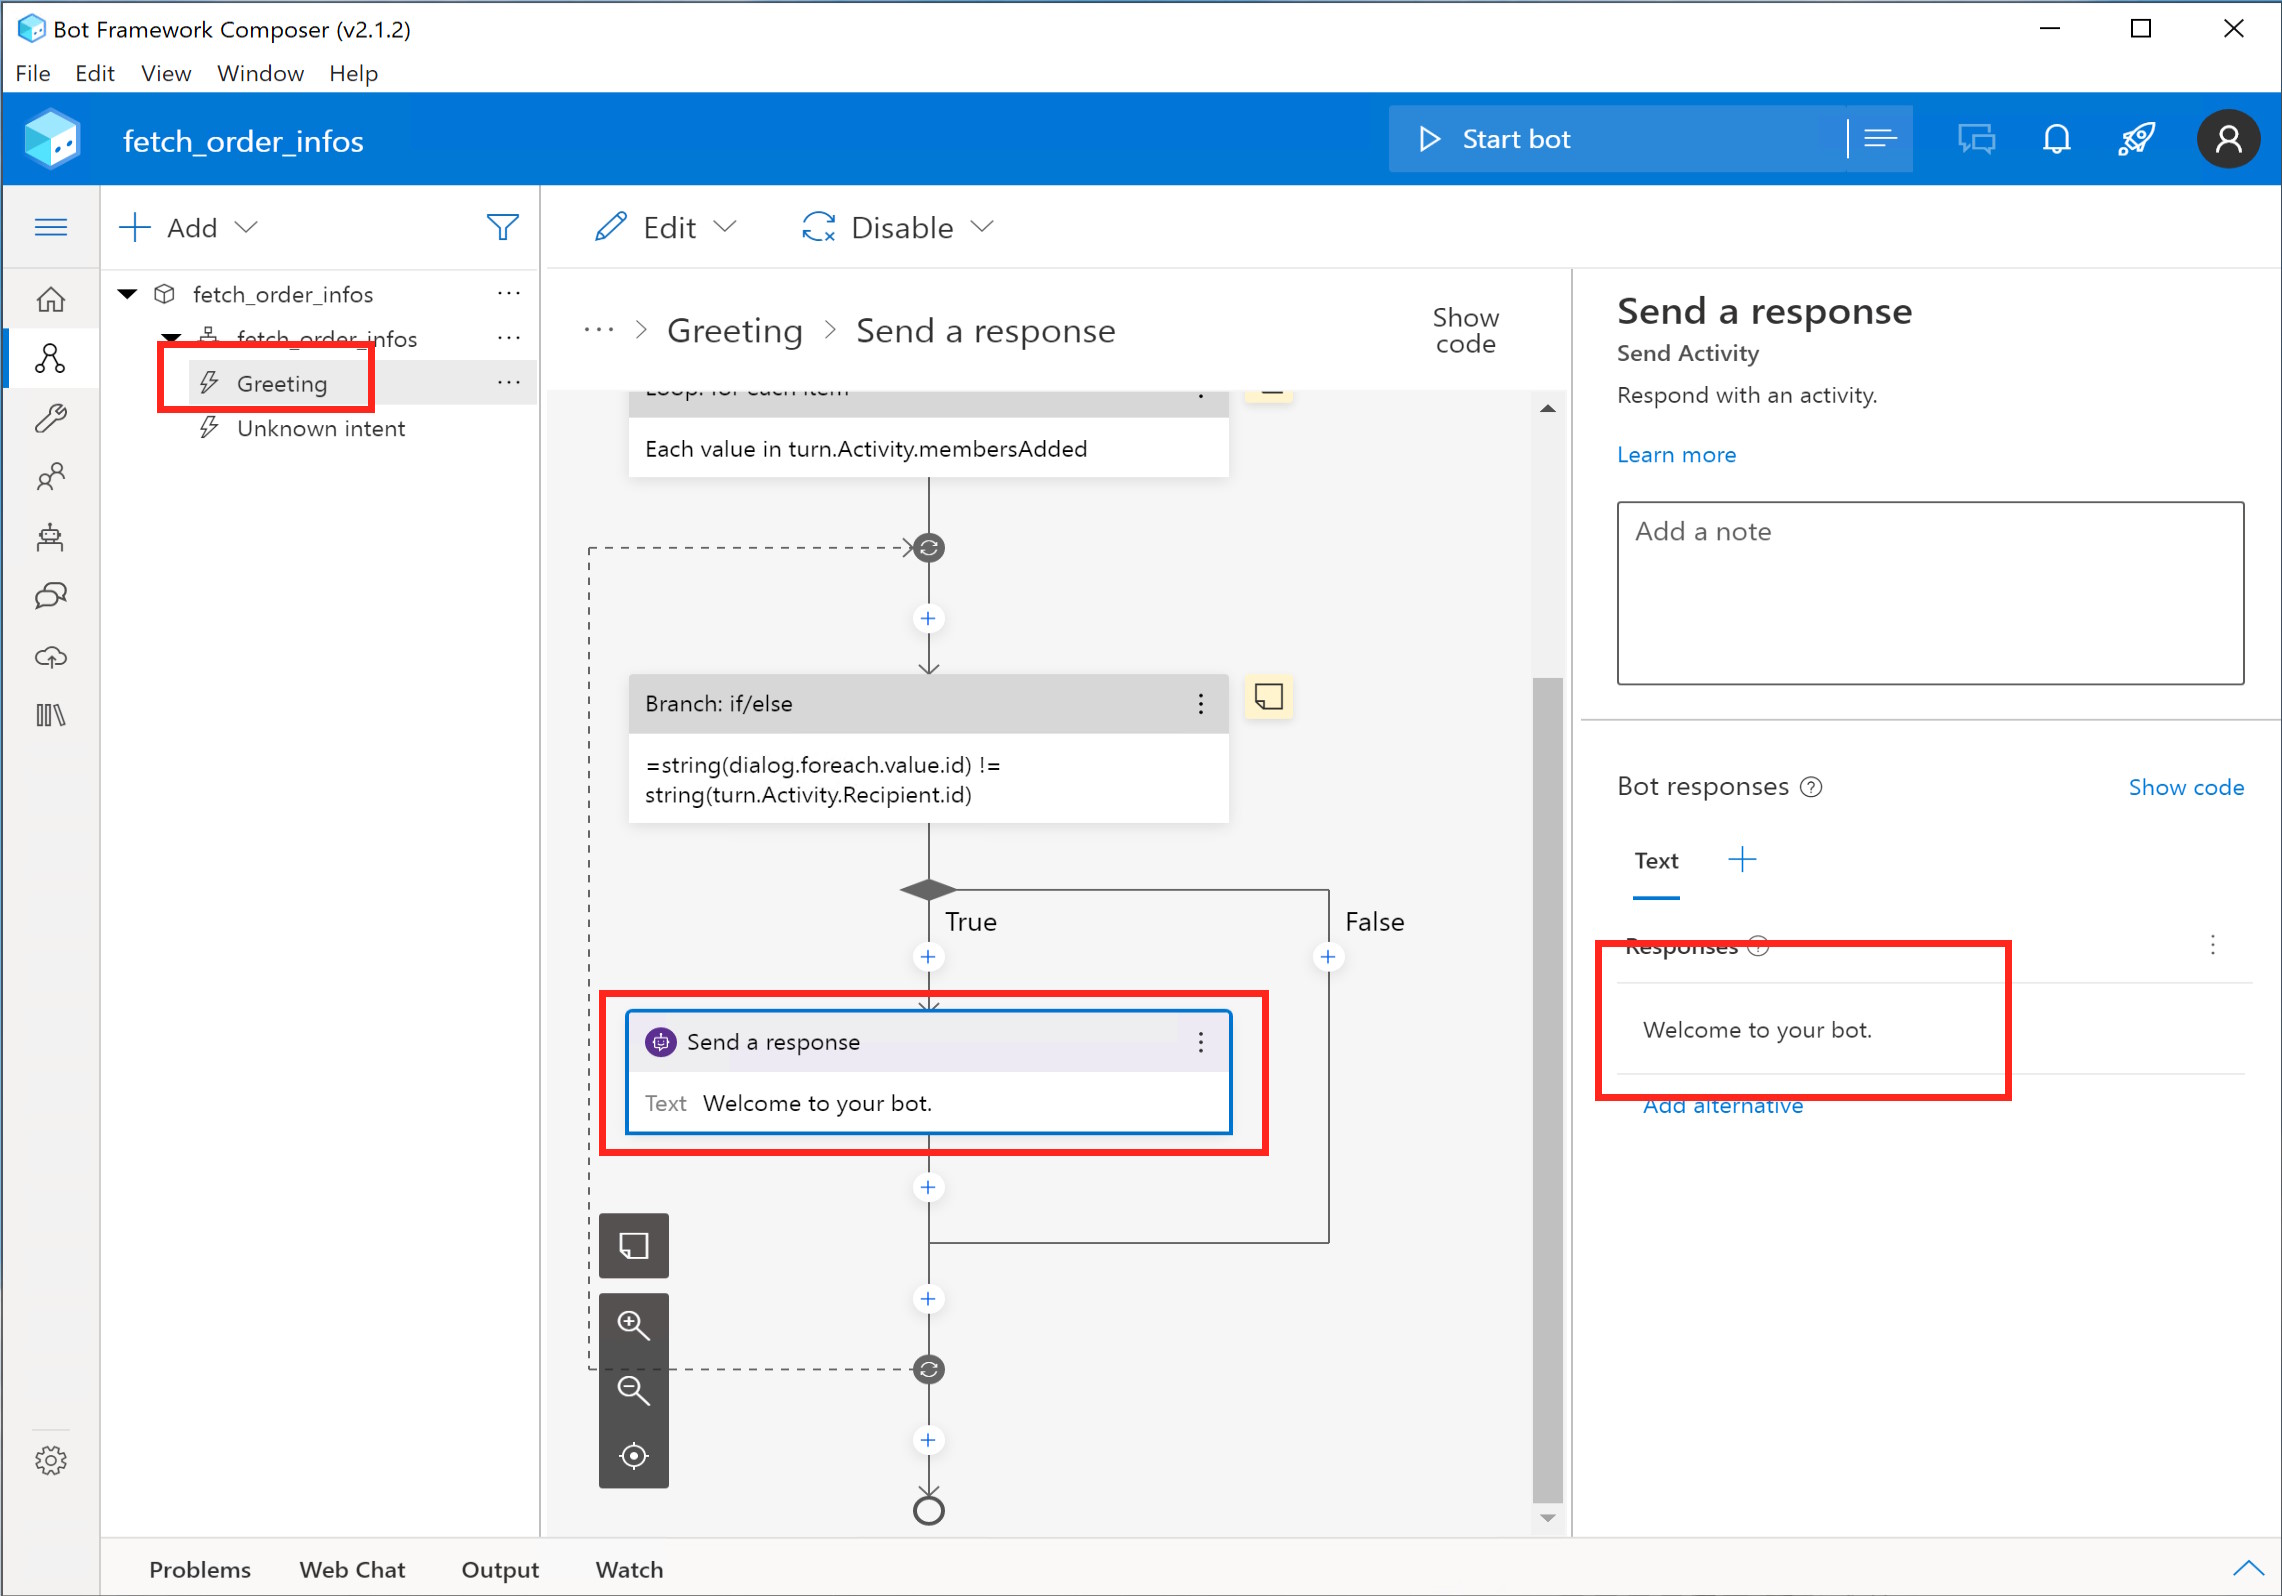 Bot Framework Composer (v2.1.2)
File Edit View Window Help
fetch_order_infos
Start bot
Add
Edit
Disable
fetch_order_infos
fetch_order_infos
Greeting
Unknown intent
Greeting > Send a response
Show
code
Loop: for each item
Each value in turn.Activity.membersAdded
Branch: if/else
=string(dialog.foreach.value.id) !=
string(turn.Activity.Recipient.id)
True
False
Send a response
Text Welcome to your bot.
Send a response
Send Activity
Respond with an activity.
Learn more
Add a note
Bot responses
Show code
Text
Responses
Welcome to your bot.
Add alternative
Problems Web Chat Output Watch